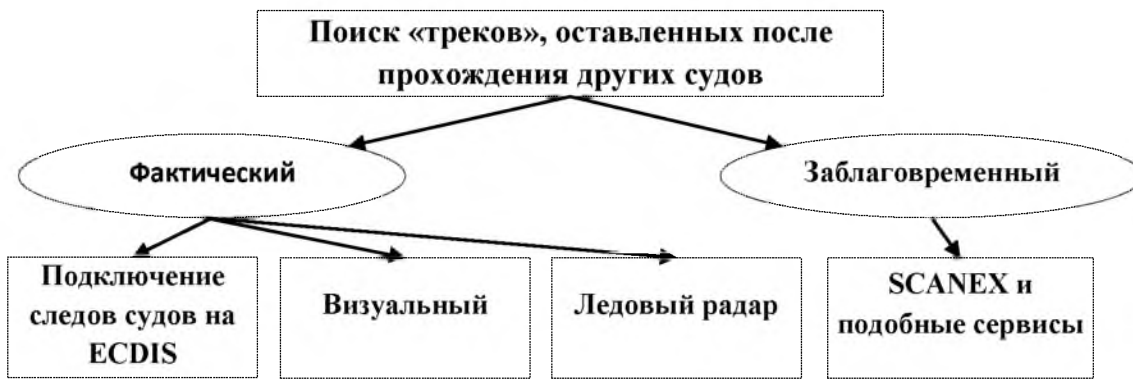 Поиск «треков», оставленных после
прохождения других судов
Фактический
Заблаговременный
Подключение
следов судов на
ECDIS
Визуальный
Ледовый радар
SCANEX и
подобные сервисы